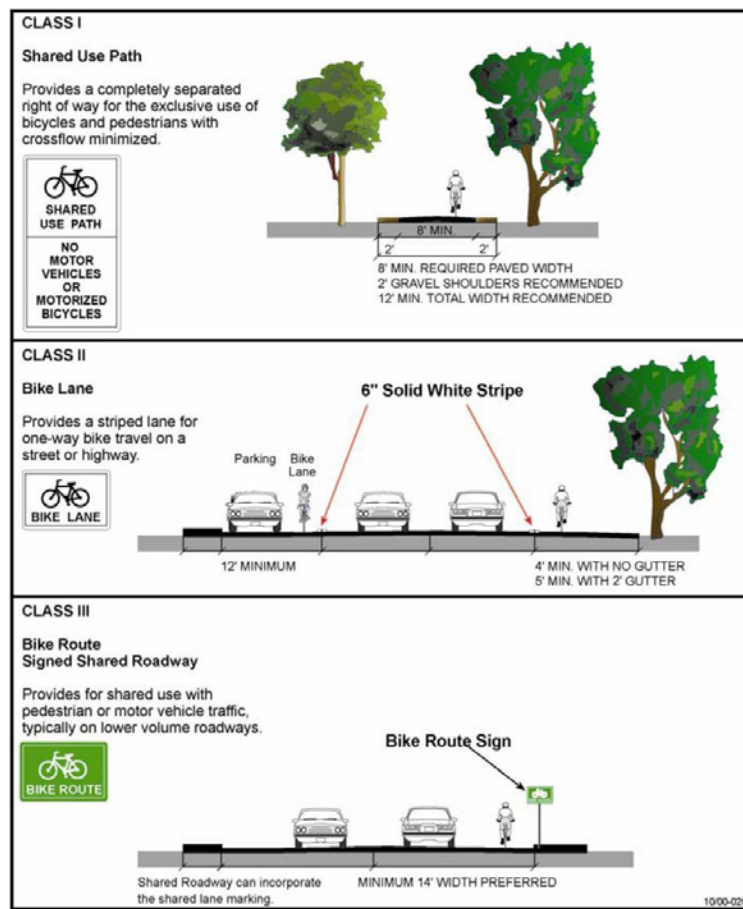 CLASS I
Shared Use Path
Provides a completely separated
right of way for the exclusive use of
bicycles and pedestrians with
crossflow minimized.
SHARED
USE PATH
NO
MOTOR
VEHICLES
OR
MOTORIZED
BICYCLES
8' MIN.
2' 2'
8' MIN. REQUIRED PAVED WIDTH
2' GRAVEL SHOULDERS RECOMMENDED
12' MIN. TOTAL WIDTH RECOMMENDED
CLASS II
Bike Lane
Provides a striped lane for
one-way bike travel on a
street or highway.
BIKE LANE
6" Solid White Stripe
Parking
Bike
Lane
12' MINIMUM
4' MIN. WITH NO GUTTER
5' MIN. WITH 2' GUTTER
CLASS III
Bike Route
Signed Shared Roadway
Provides for shared use with
pedestrian or motor vehicle traffic,
typically on lower volume roadways.
BIKE ROUTE
Bike Route Sign
Shared Roadway can incorporate
the shared lane marking.
MINIMUM 14' WIDTH PREFERRED